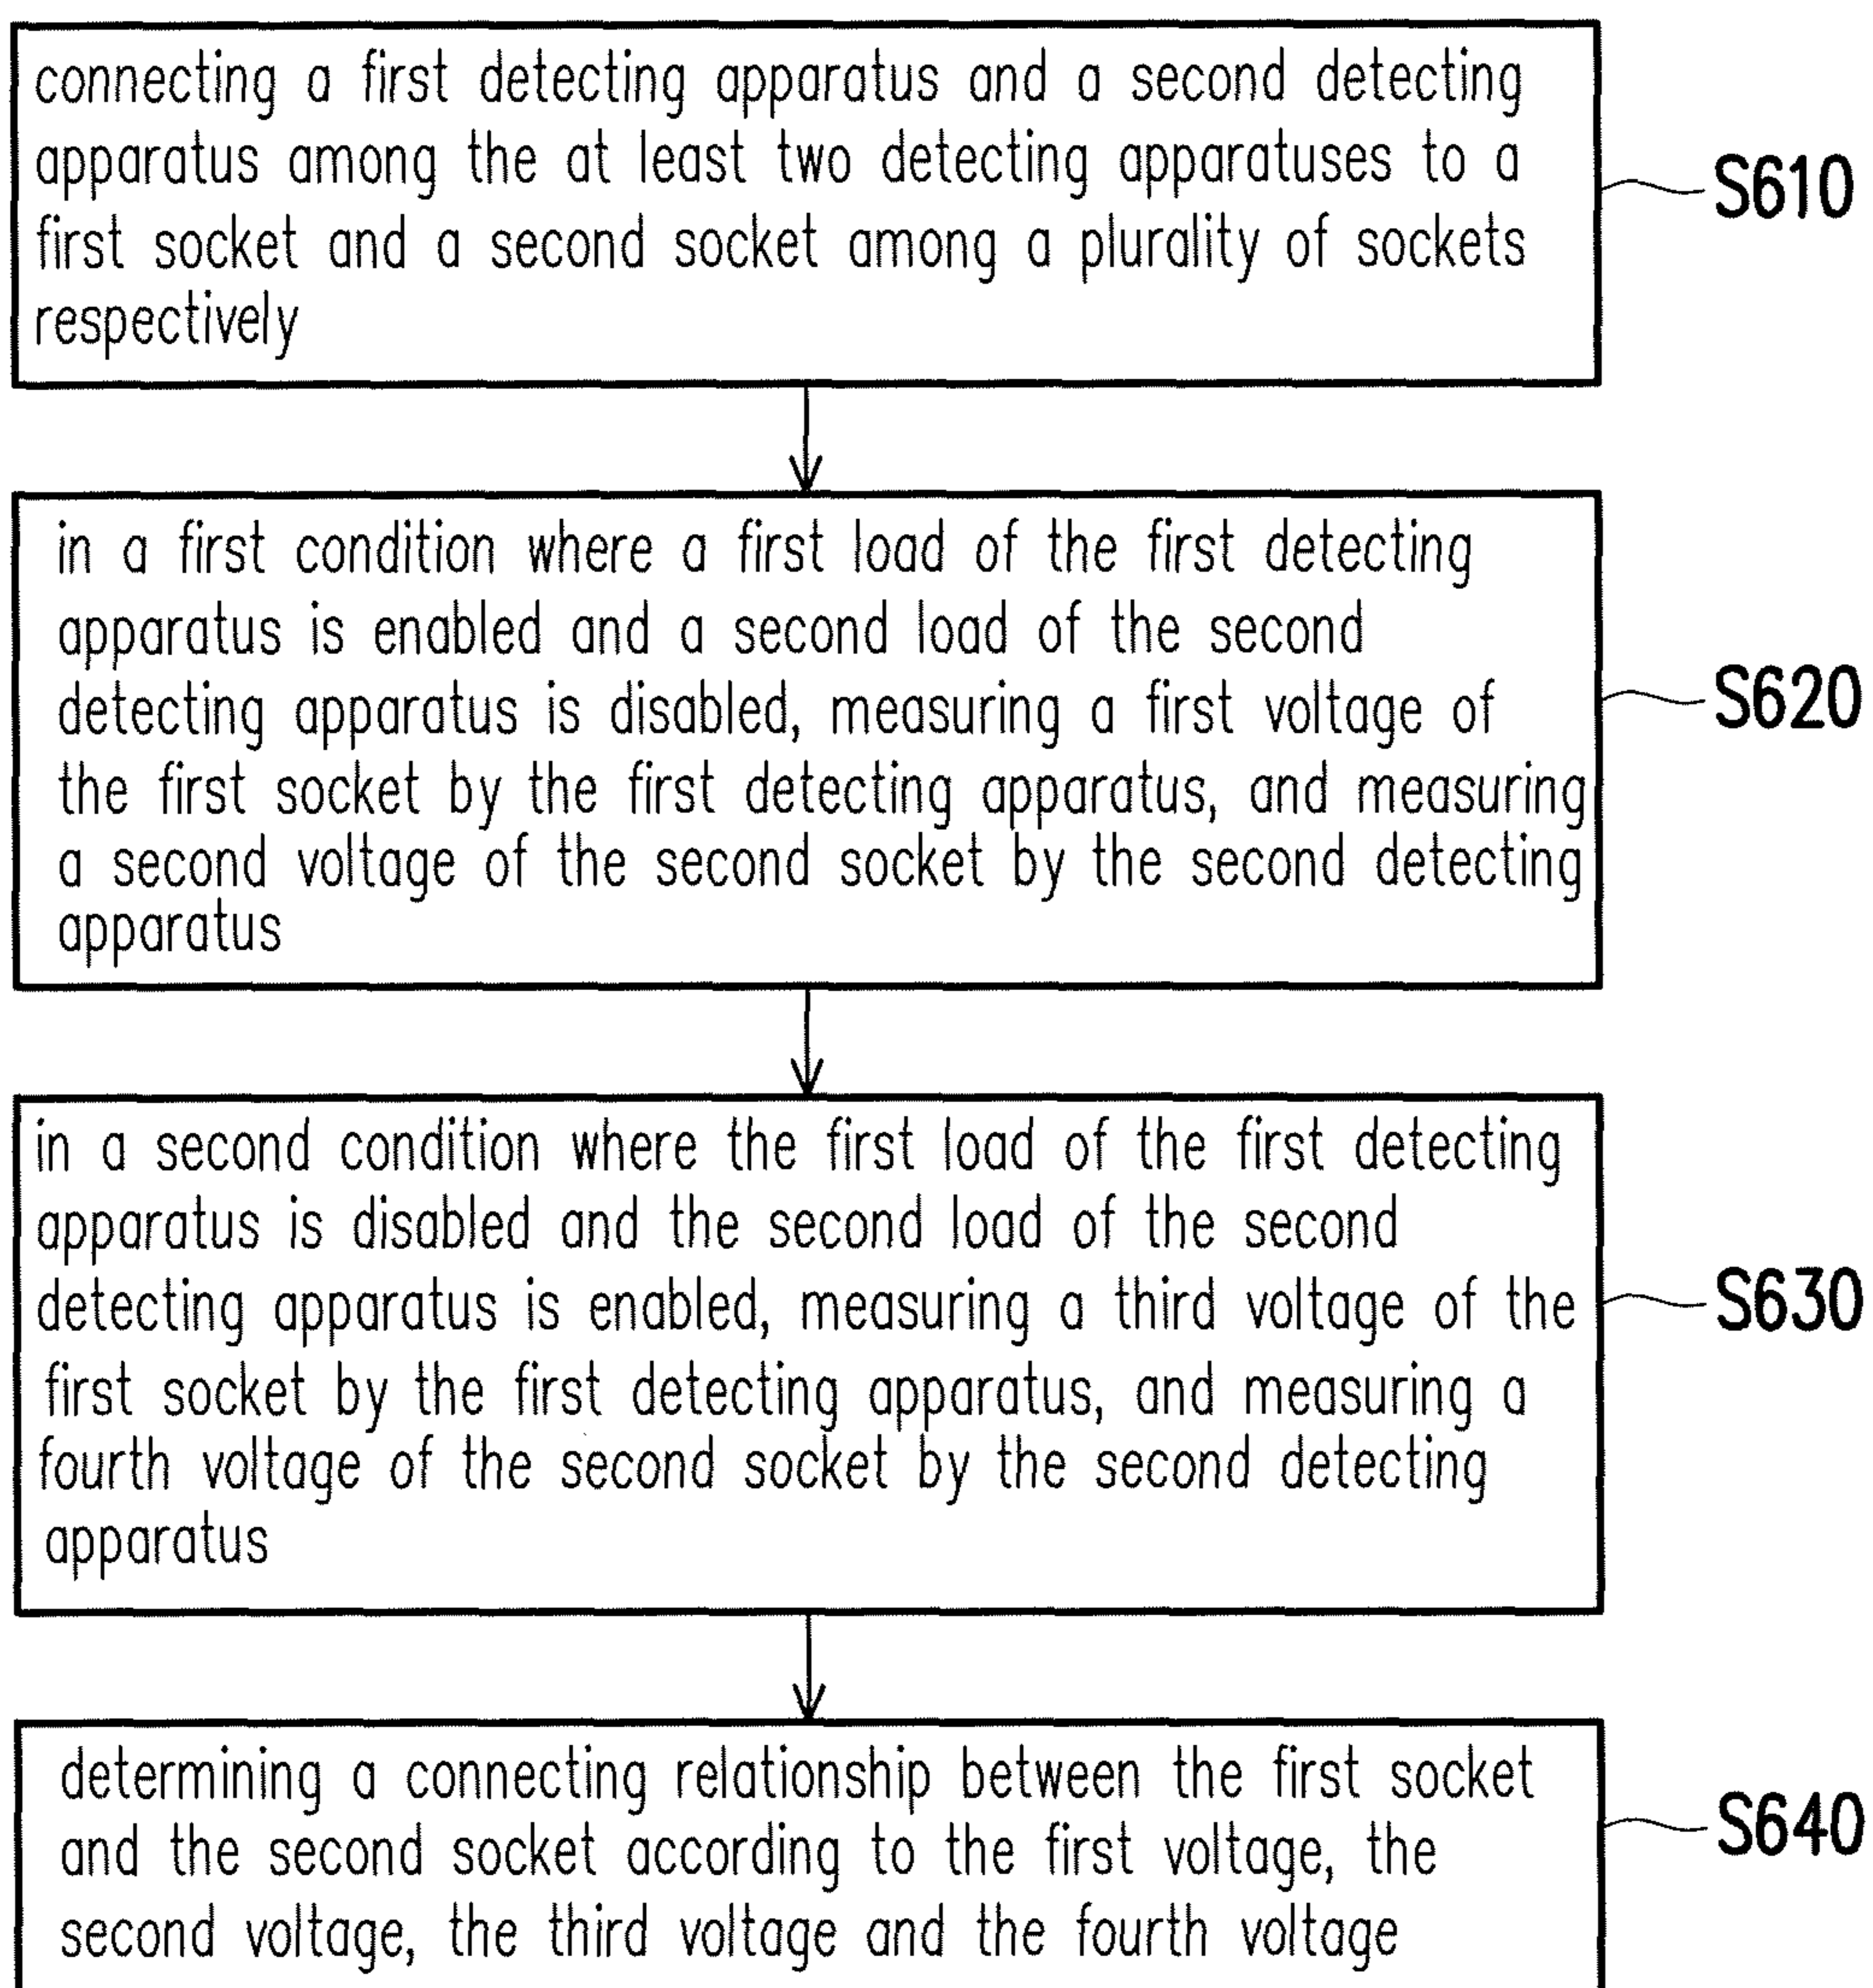 connecting a first detecting apparatus and a second detecting
apparatus among the at least two detecting apparatuses to a
first socket and a second socket among a plurality of sockets
respectively
S610
in a first condition where a first load of the first detecting
apparatus is enabled and a second load of the second
detecting apparatus is disabled, measuring a first voltage of
the first socket by the first detecting apparatus, and measuring
a second voltage of the second socket by the second detecting
apparatus
S620
in a second condition where the first load of the first detecting
apparatus is disabled and the second load of the second
detecting apparatus is enabled, measuring a third voltage of the
first socket by the first detecting apparatus, and measuring a
fourth voltage of the second socket by the second detecting
apparatus
S630
determining a connecting relationship between the first socket
and the second socket according to the first voltage, the
second voltage, the third voltage and the fourth voltage
S640